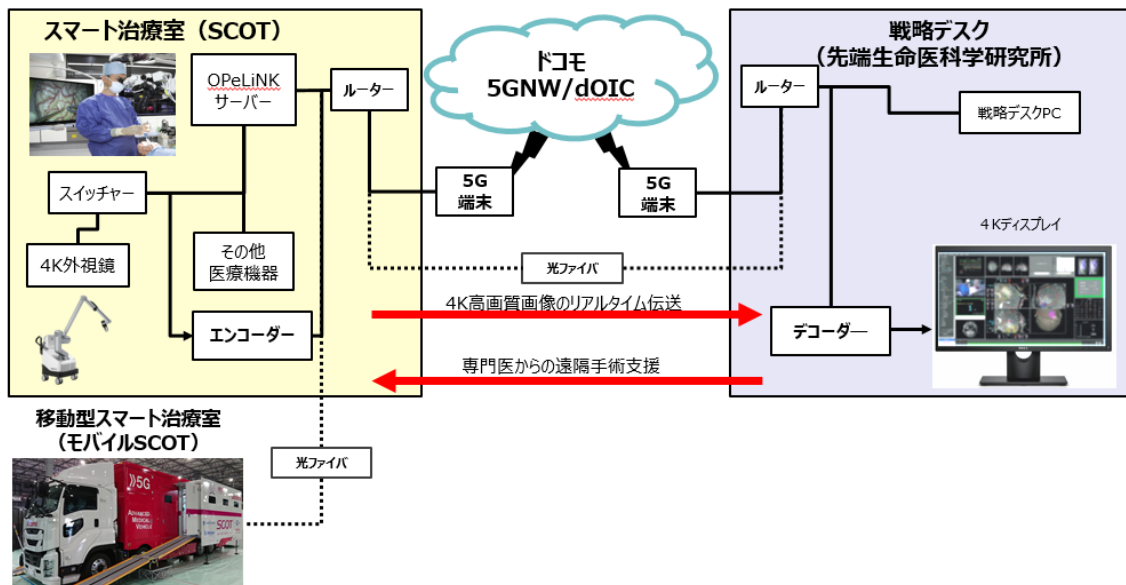 スマート治療室（SCOT）
OPeLiNK
サーバー
ルーター
スイッチャー
4K外視鏡
その他
医療機器
エンコーダー
ドコモ
5GNW/dOIC
5G
端末
5G
端末
光ファイバ
4K高画質画像のリアルタイム伝送
専門医からの遠隔手術支援
戦略デスク
（先端生命医科学研究所）
ルーター
戦略デスクPC
４Kディスプレイ
デコーダ―
移動型スマート治療室
（モバイルSCOT）
光ファイバ
5G
ADVANCED
MEDICAL
VEHICLE
SCOT